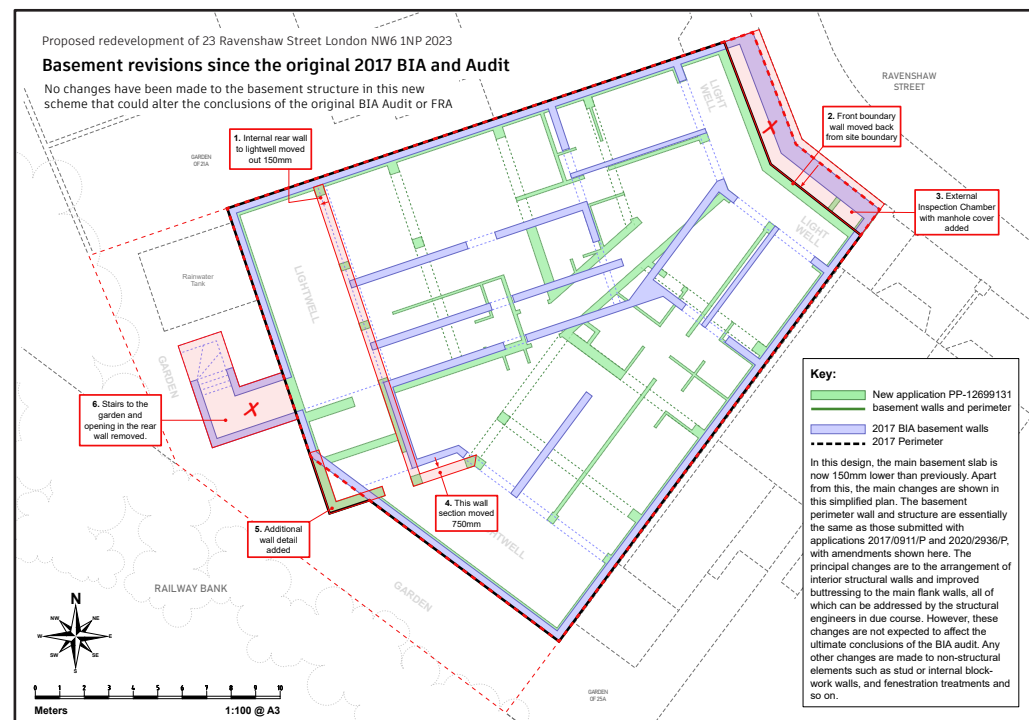 Proposed redevelopment of 23 Ravenshaw Street London NW6 1NP 2023
Basement revisions since the original 2017 BIA and Audit
No changes have been made to the basement structure in this new
scheme that could alter the conclusions of the original BIA Audit or FRA
RAVENSHAW
STREET
LIGHT
WELL
2. Front boundary
wall moved back
from site boundary
1. Internal rear wall
to lightwell moved
out 150mm
GARDEN
OF 21A
3. External
Inspection Chamber
with manhole cover
added
LIGHT
WELL
Rainwater
Tank
LIGHTWELL
GARDEN
6. Stairs to the
garden and
opening in the rear
wall removed.
4. This wall
section moved
750mm
5. Additional
wall detail
added
RAILWAY BANK
GARDEN
GARDEN
OF 25A
N
NE
E
SE
S
SW
W
NW
0 1 2 3 4 5 6 7 8 9 10
Meters 1:100 @ A3
Key:
New application PP-12699131
basement walls and perimeter
2017 BIA basement walls
2017 Perimeter
In this design, the main basement slab is
now 150mm lower than previously. Apart
from this, the main changes are shown in
this simplified plan. The basement
perimeter wall and structure are essentially
the same as those submitted with
applications 2017/0911/P and 2020/2936/P,
with amendments shown here. The
principal changes are to the arrangement of
interior structural walls and improved
buttressing to the main flank walls, all of
which can be addressed by the structural
engineers in due course. However, these
changes are not expected to affect the
ultimate conclusions of the BIA audit. Any
other changes are made to non-structural
elements such as stud or internal block-
work walls, and fenestration treatments and
so on.